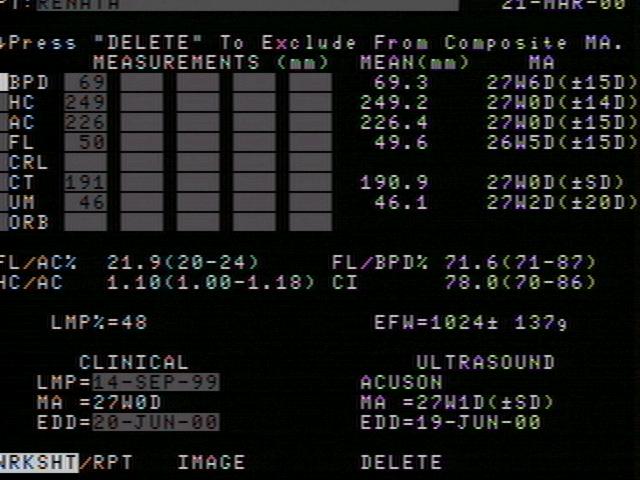 PT:RENATA 21-MAR-00
↓Press "DELETE" To Exclude From Composite MA.
MEASUREMENTS (mm) MEAN(mm) MA
BPD 69 69.3 27W6D(±15D)
HC 249 249.2 27W0D(±14D)
AC 226 226.4 27W0D(±15D)
FL 50 49.6 26W5D(±15D)
CRL
CT 191 190.9 27W0D(±SD)
UM 46 46.1 27W2D(±20D)
ORB
FL/AC% 21.9(20-24) FL/BPD% 71.6(71-87)
HC/AC 1.10(1.00-1.18) CI 78.0(70-86)
LMP%=48 EFW=1024± 137g
CLINICAL ULTRASOUND
LMP=14-SEP-99 ACUSON
MA =27W0D MA =27W1D(±SD)
EDD=20-JUN-00 EDD=19-JUN-00
WRKSHT/RPT IMAGE DELETE